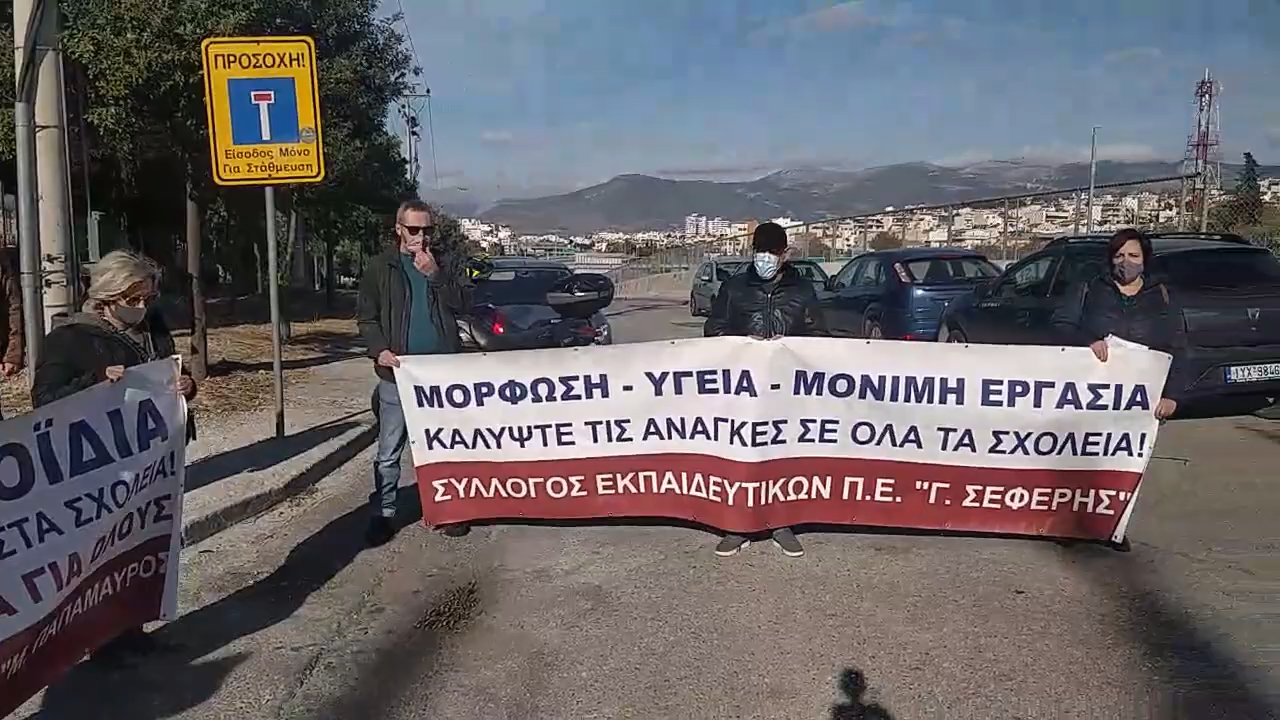 ΠΡΟΣΟΧΗ!
Είσοδος Μόνο
Για Στάθμευση
ΜΟΡΦΩΣΗ - ΥΓΕΙΑ - ΜΟΝΙΜΗ ΕΡΓΑΣΙΑ
ΚΑΛΥΨΤΕ ΤΙΣ ΑΝΑΓΚΕΣ ΣΕ ΟΛΑ ΤΑ ΣΧΟΛΕΙΑ!
ΣΥΛΛΟΓΟΣ ΕΚΠΑΙΔΕΥΤΙΚΩΝ Π.Ε. "Γ. ΣΕΦΕΡΗΣ"
ΟΪΔΙΑ
ΣΤΑ ΣΧΟΛΕΙΑ!
Α ΓΙΑ ΟΛΟΥΣ
"Μ. ΠΑΠΑΜΑΥΡΟΣ